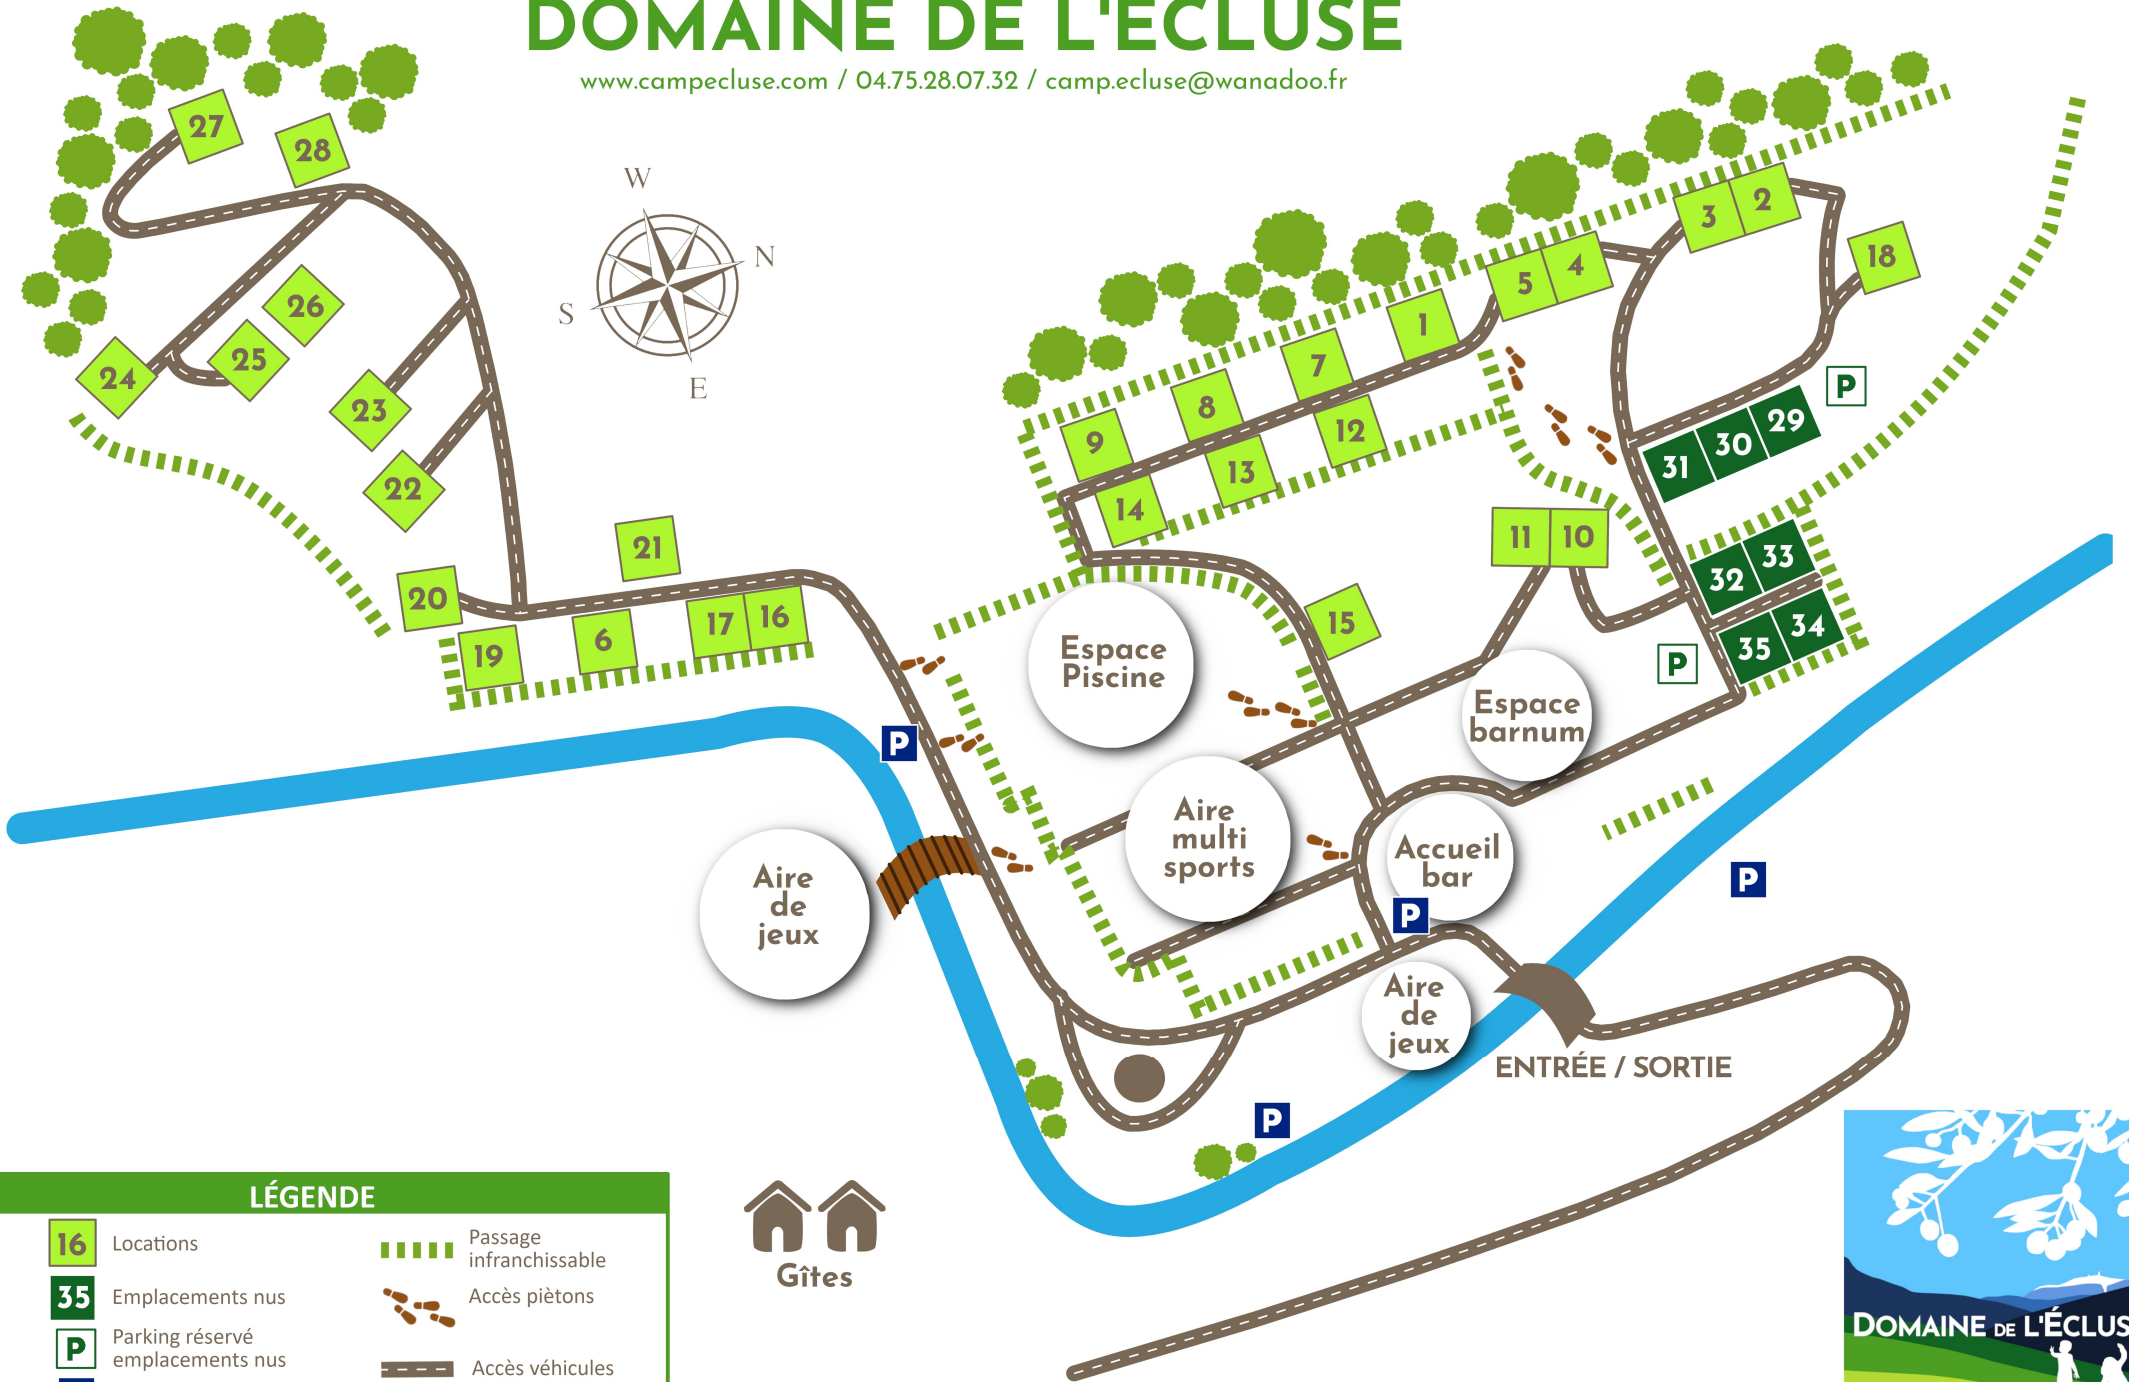 DOMAINE DE L'ECLUSE
www.campecluse.com / 04.75.28.07.32 / camp.ecluse@wanadoo.fr
27
28
W
N
S
E
2
3
18
4
5
26
1
25
24
7
P
23
8
12
29
9
30
13
31
22
14
11
10
21
33
32
20
15
17
16
34
6
19
35
Espace
Piscine
P
Espace
barnum
P
Aire
multi
sports
Accueil
bar
P
P
Aire
de
jeux
Aire
de
jeux
ENTRÉE / SORTIE
P
Gîtes
LÉGENDE
16
Locations
35
Emplacements nus
P
Parking réservé
emplacements nus
Passage
infranchissable
Accès piètons
Accès véhicules
DOMAINE DE L'ÉCLUS